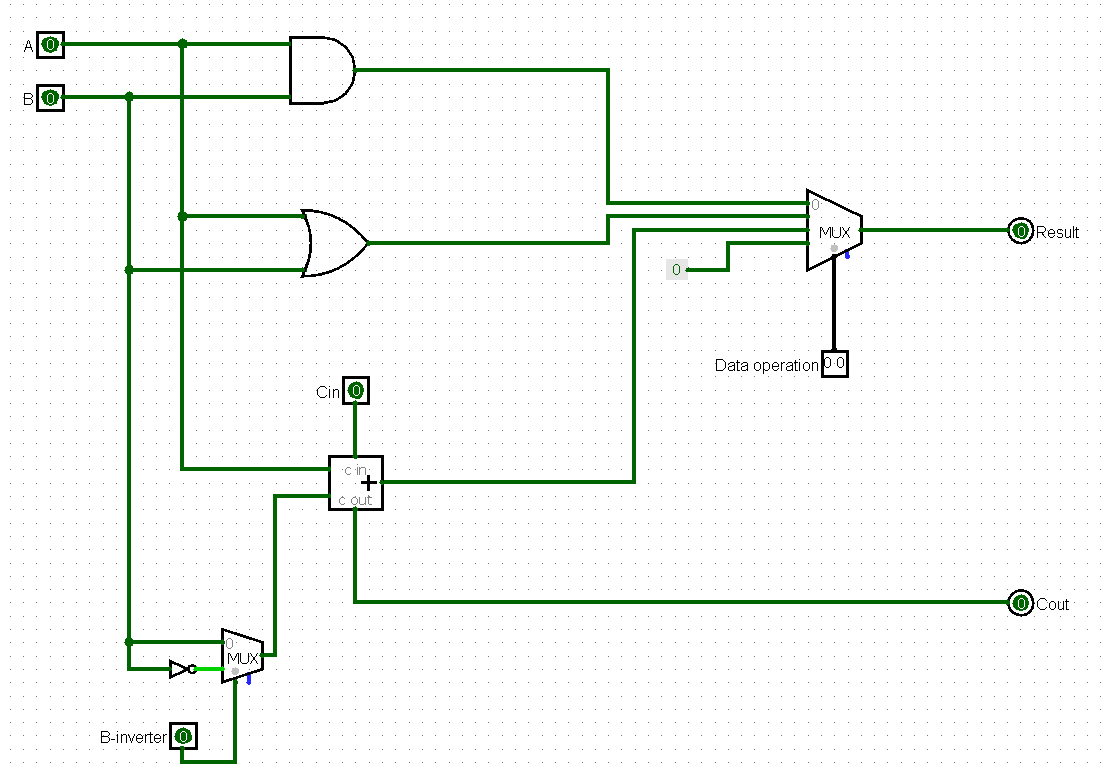 A 0
B 0
0
MUX
0 Result
0
Data operation 0 0
Cin 0
c in
+
c out
0 Cout
0
MUX
B-inverter 0